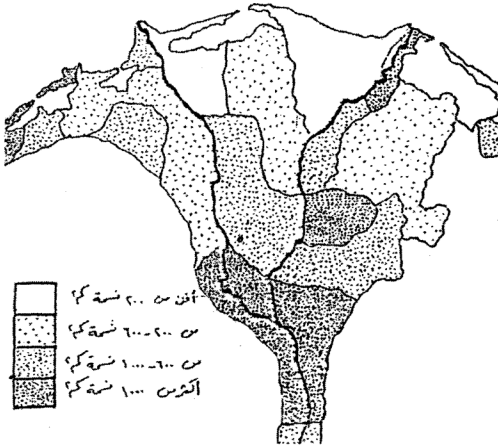 أقل من ٢٠٠ نسمة كم٢
من ٢٠٠-٦٠٠ نسمة كم٢
من ٦٠٠-١٠٠٠ نسمة كم٢
أكثر من ١٠٠٠ نسمة كم٢